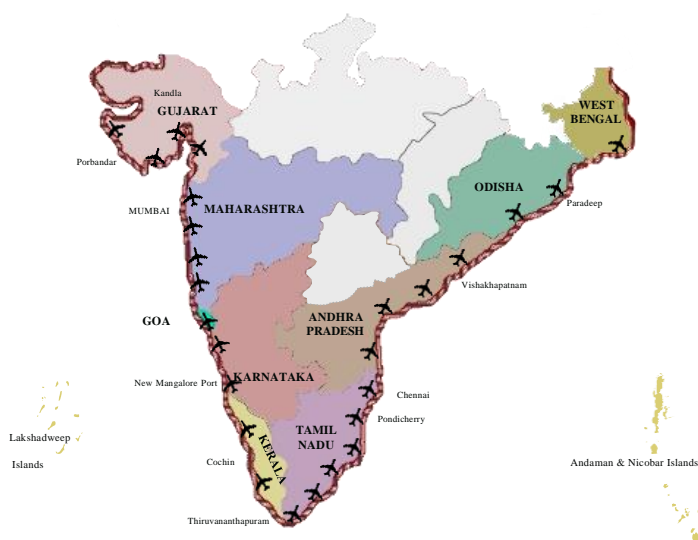 Kandla
GUJARAT
WEST
BENGAL
Porbandar
ODISHA
Paradeep
MUMBAI
MAHARASHTRA
Vishakhapatnam
GOA
ANDHRA
PRADESH
New Mangalore Port
KARNATAKA
Chennai
Pondicherry
TAMIL
NADU
KERALA
Lakshadweep
Islands
Cochin
Andaman & Nicobar Islands
Thiruvananthapuram